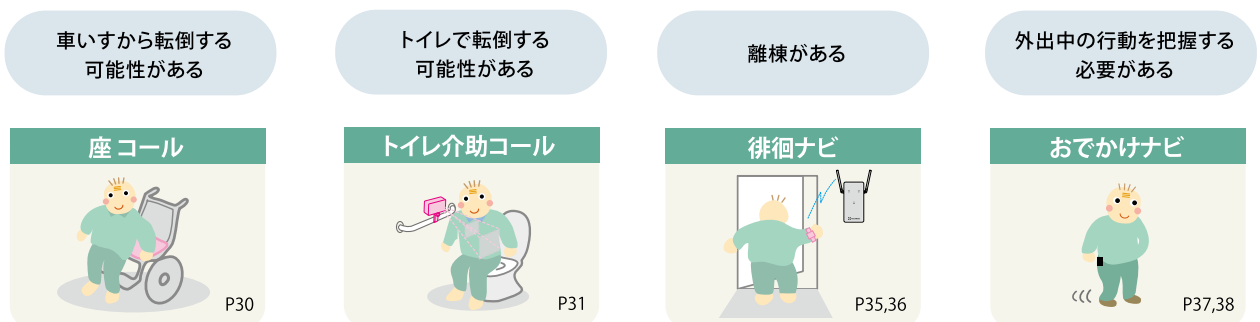 車いすから転倒する
可能性がある
トイレで転倒する
可能性がある
離棟がある
外出中の行動を把握する
必要がある
座コール
トイレ介助コール
徘徊ナビ
おでかけナビ
P30
P31
P35,36
P37,38